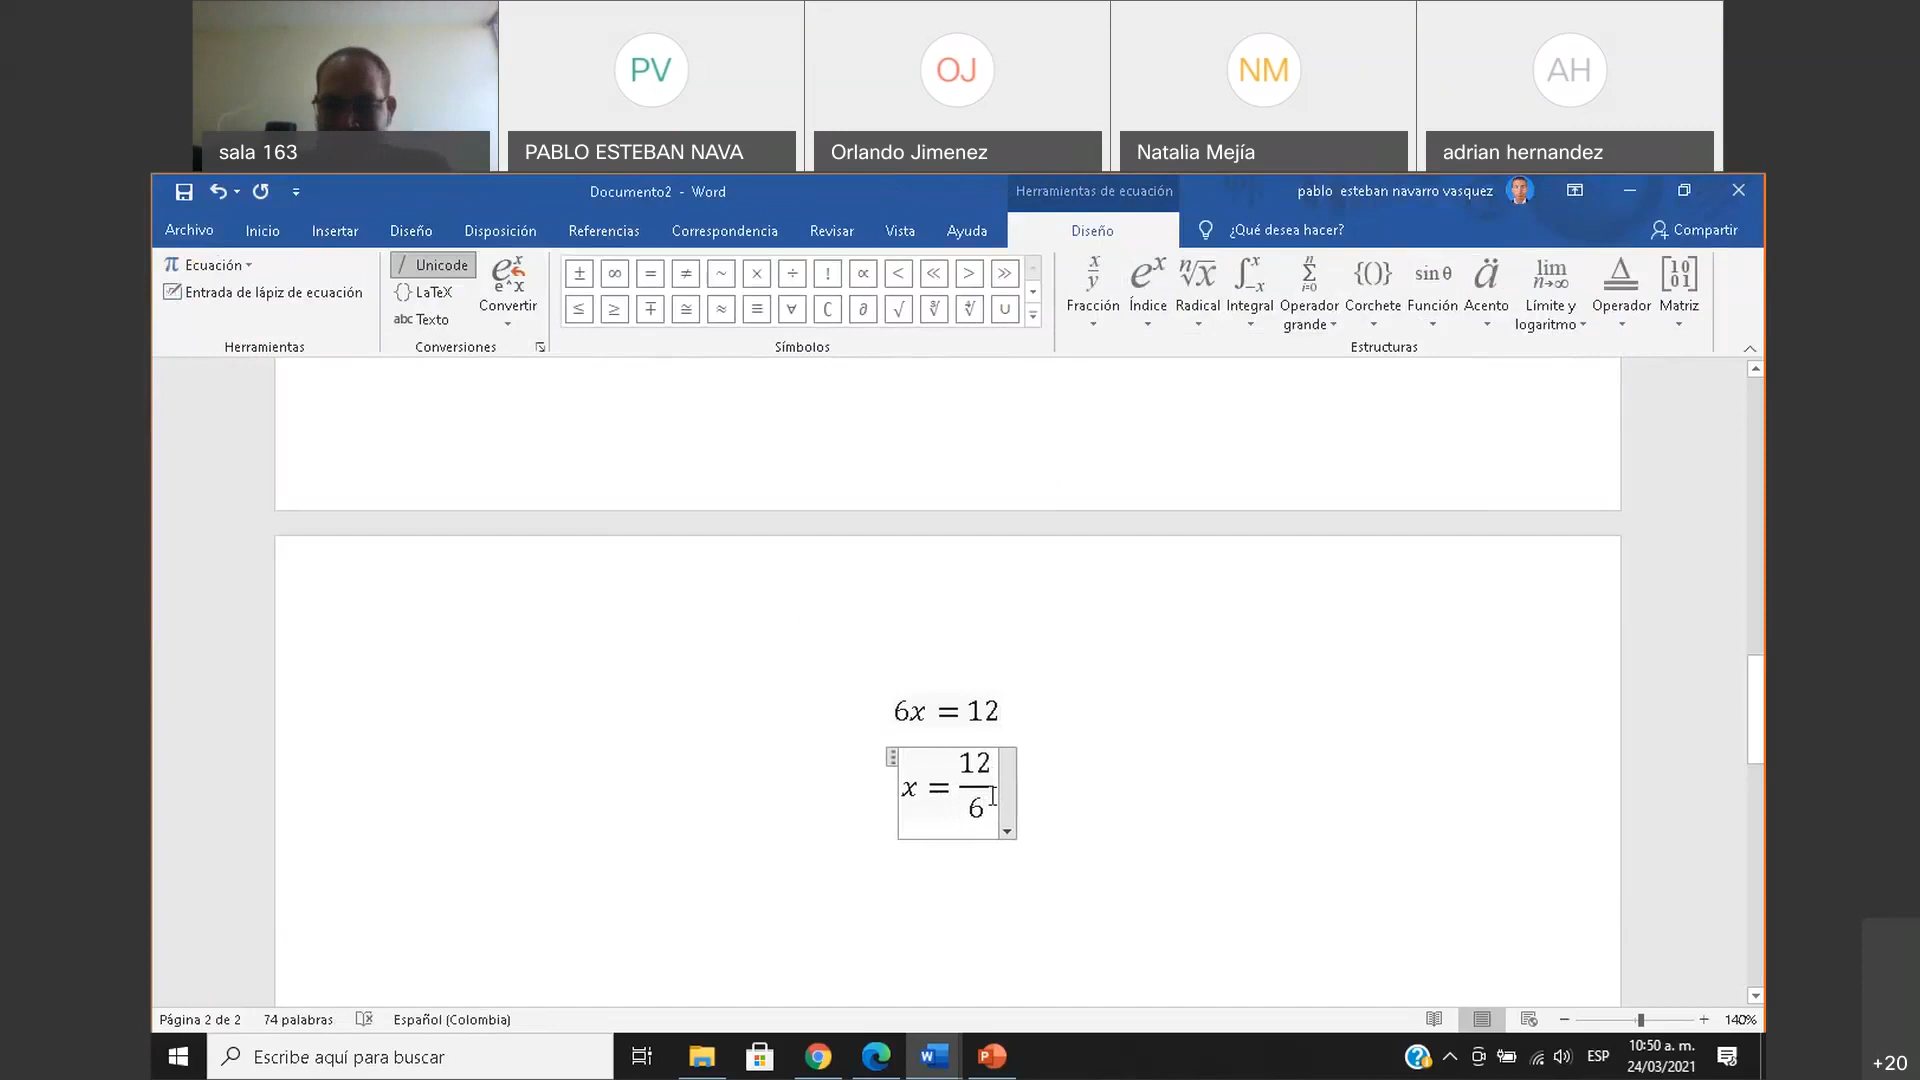 PV
OJ
NM
AH
sala 163
PABLO ESTEBAN NAVA
Orlando Jimenez
Natalia Mejía
adrian hernandez
Documento2 - Word
Herramientas de ecuación
pablo esteban navarro vasquez
Archivo
Inicio
Insertar
Diseño
Disposición
Referencias
Correspondencia
Revisar
Vista
Ayuda
Diseño
¿Qué desea hacer?
Compartir
π Ecuación
Entrada de lápiz de ecuación
Herramientas
Unicode
{} LaTeX
abc Texto
Convertir
Conversiones
± ∞ = ≠ ~ × ÷ ! ∝ < ≪ > ≫
≤ ≥ ∓ ≅ ≈ ≡ ∀ ∁ ∂ √ ∛ ∜ ∪
Símbolos
Fracción
Índice
Radical
Integral
Operador grande
Corchete
Función
Acento
Límite y logaritmo
Operador
Matriz
Estructuras
6x = 12
x = 12/6
Página 2 de 2
74 palabras
Español (Colombia)
140%
Escribe aquí para buscar
ESP
10:50 a. m.
24/03/2021
+20